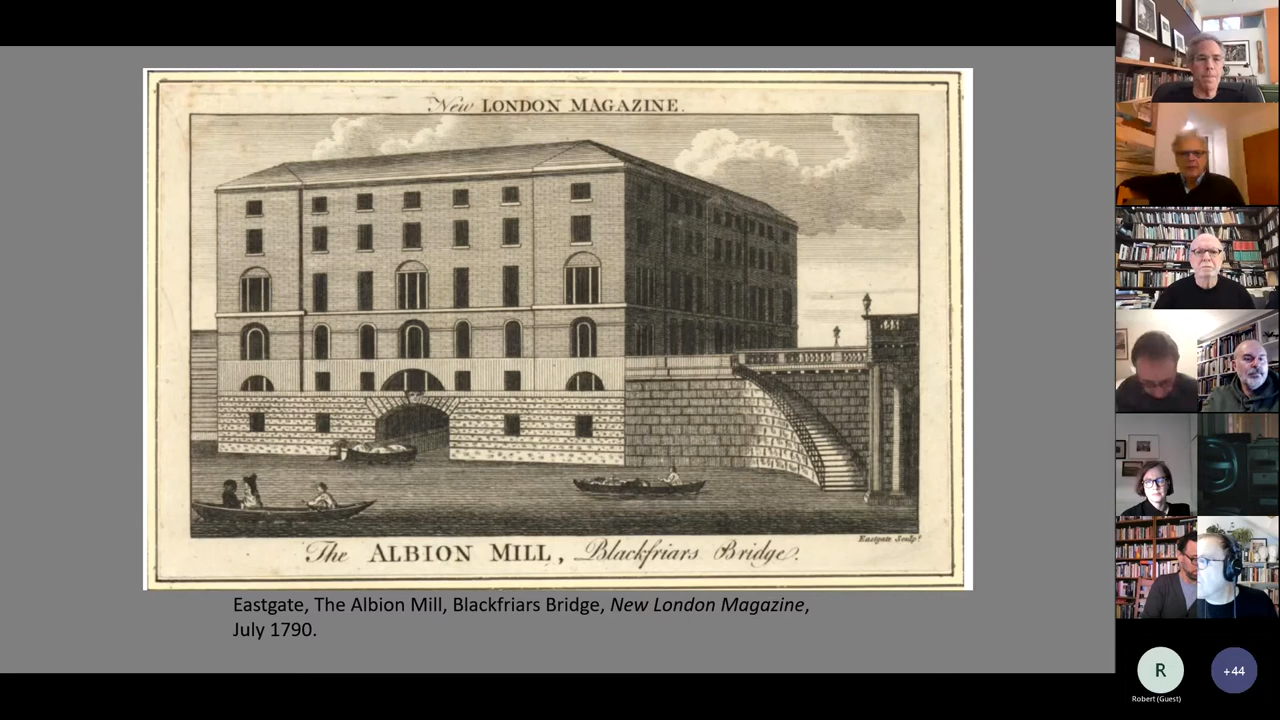 New LONDON MAGAZINE.
Eastgate Sculp!
The ALBION MILL, Blackfriars Bridge.
Eastgate, The Albion Mill, Blackfriars Bridge, New London Magazine,
July 1790.
R
+44
Robert (Guest)